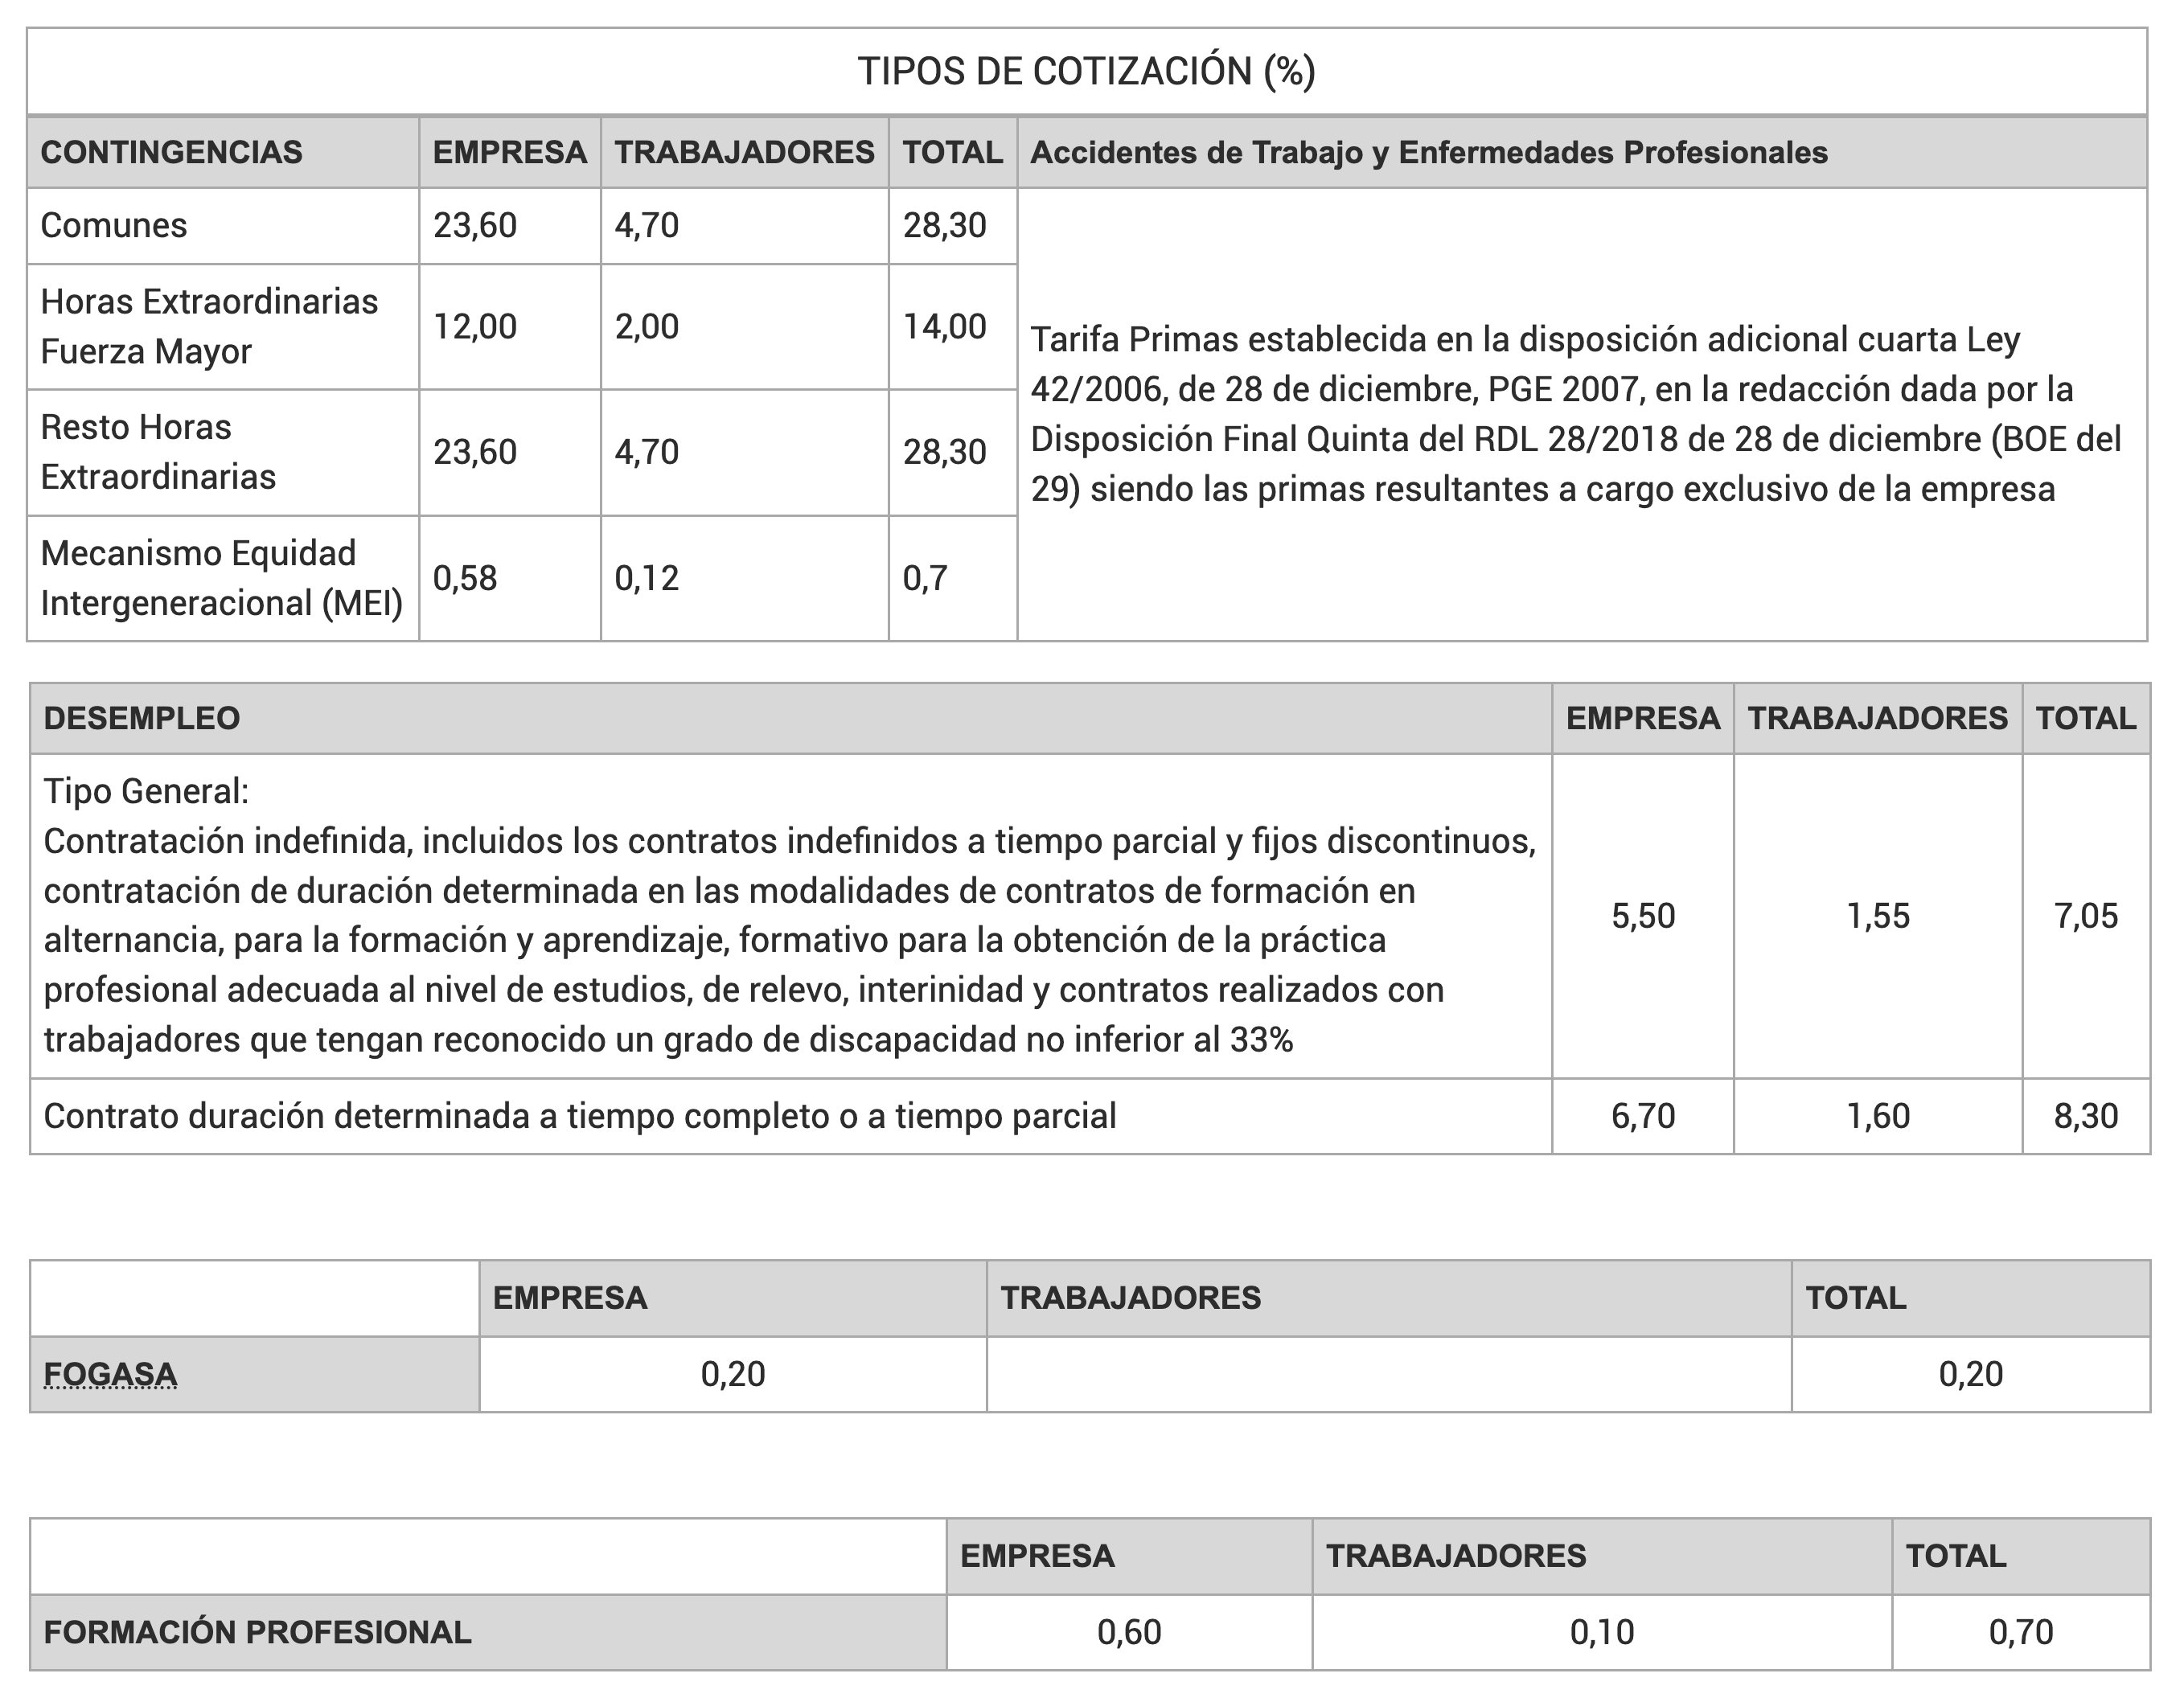 TIPOS DE COTIZACIÓN (%)
CONTINGENCIAS EMPRESA TRABAJADORES TOTAL Accidentes de Trabajo y Enfermedades Profesionales
Comunes 23,60 4,70 28,30
Horas Extraordinarias
Fuerza Mayor
12,00 2,00 14,00
Resto Horas
Extraordinarias
23,60 4,70 28,30
Mecanismo Equidad
Intergeneracional (MEI)
0,58 0,12 0,7
Tarifa Primas establecida en la disposición adicional cuarta Ley
42/2006, de 28 de diciembre, PGE 2007, en la redacción dada por la
Disposición Final Quinta del RDL 28/2018 de 28 de diciembre (BOE del
29) siendo las primas resultantes a cargo exclusivo de la empresa
DESEMPLEO EMPRESA TRABAJADORES TOTAL
Tipo General:
Contratación indefinida, incluidos los contratos indefinidos a tiempo parcial y fijos discontinuos,
contratación de duración determinada en las modalidades de contratos de formación en
alternancia, para la formación y aprendizaje, formativo para la obtención de la práctica
profesional adecuada al nivel de estudios, de relevo, interinidad y contratos realizados con
trabajadores que tengan reconocido un grado de discapacidad no inferior al 33%
5,50 1,55 7,05
Contrato duración determinada a tiempo completo o a tiempo parcial 6,70 1,60 8,30
EMPRESA TRABAJADORES TOTAL
FOGASA 0,20 0,20
EMPRESA TRABAJADORES TOTAL
FORMACIÓN PROFESIONAL 0,60 0,10 0,70